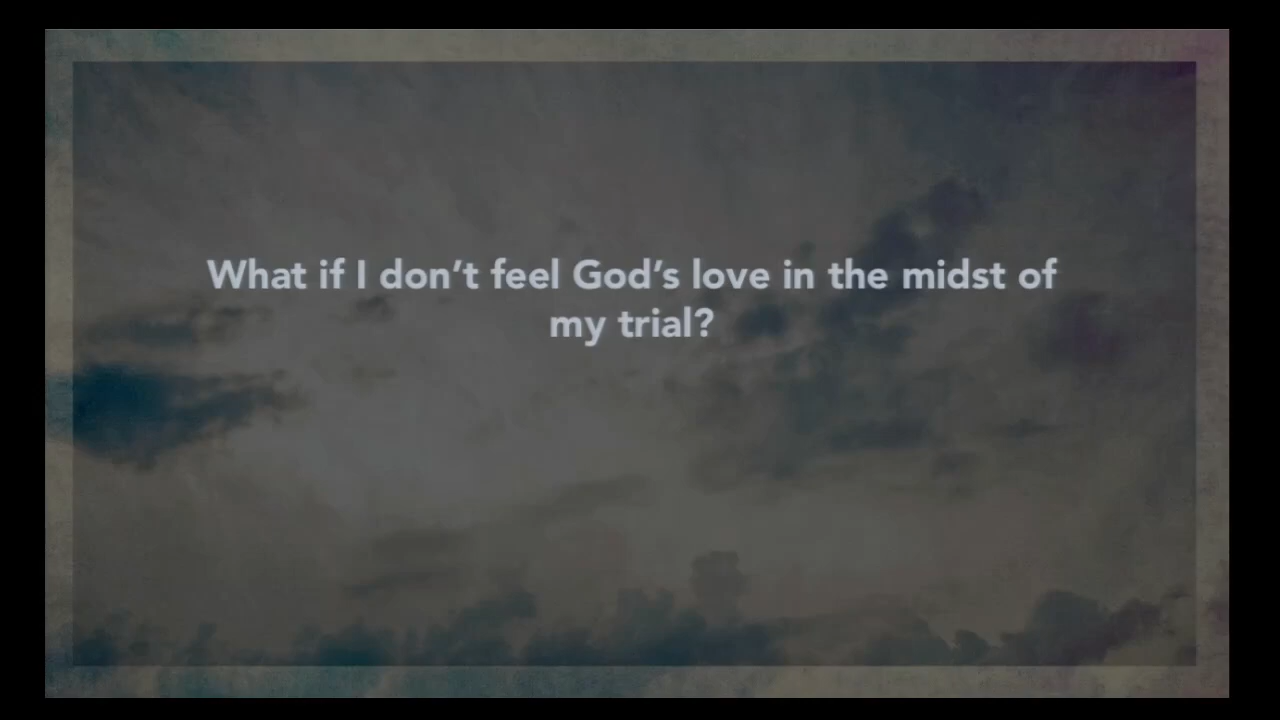 What if I don’t feel God’s love in the midst of
my trial?